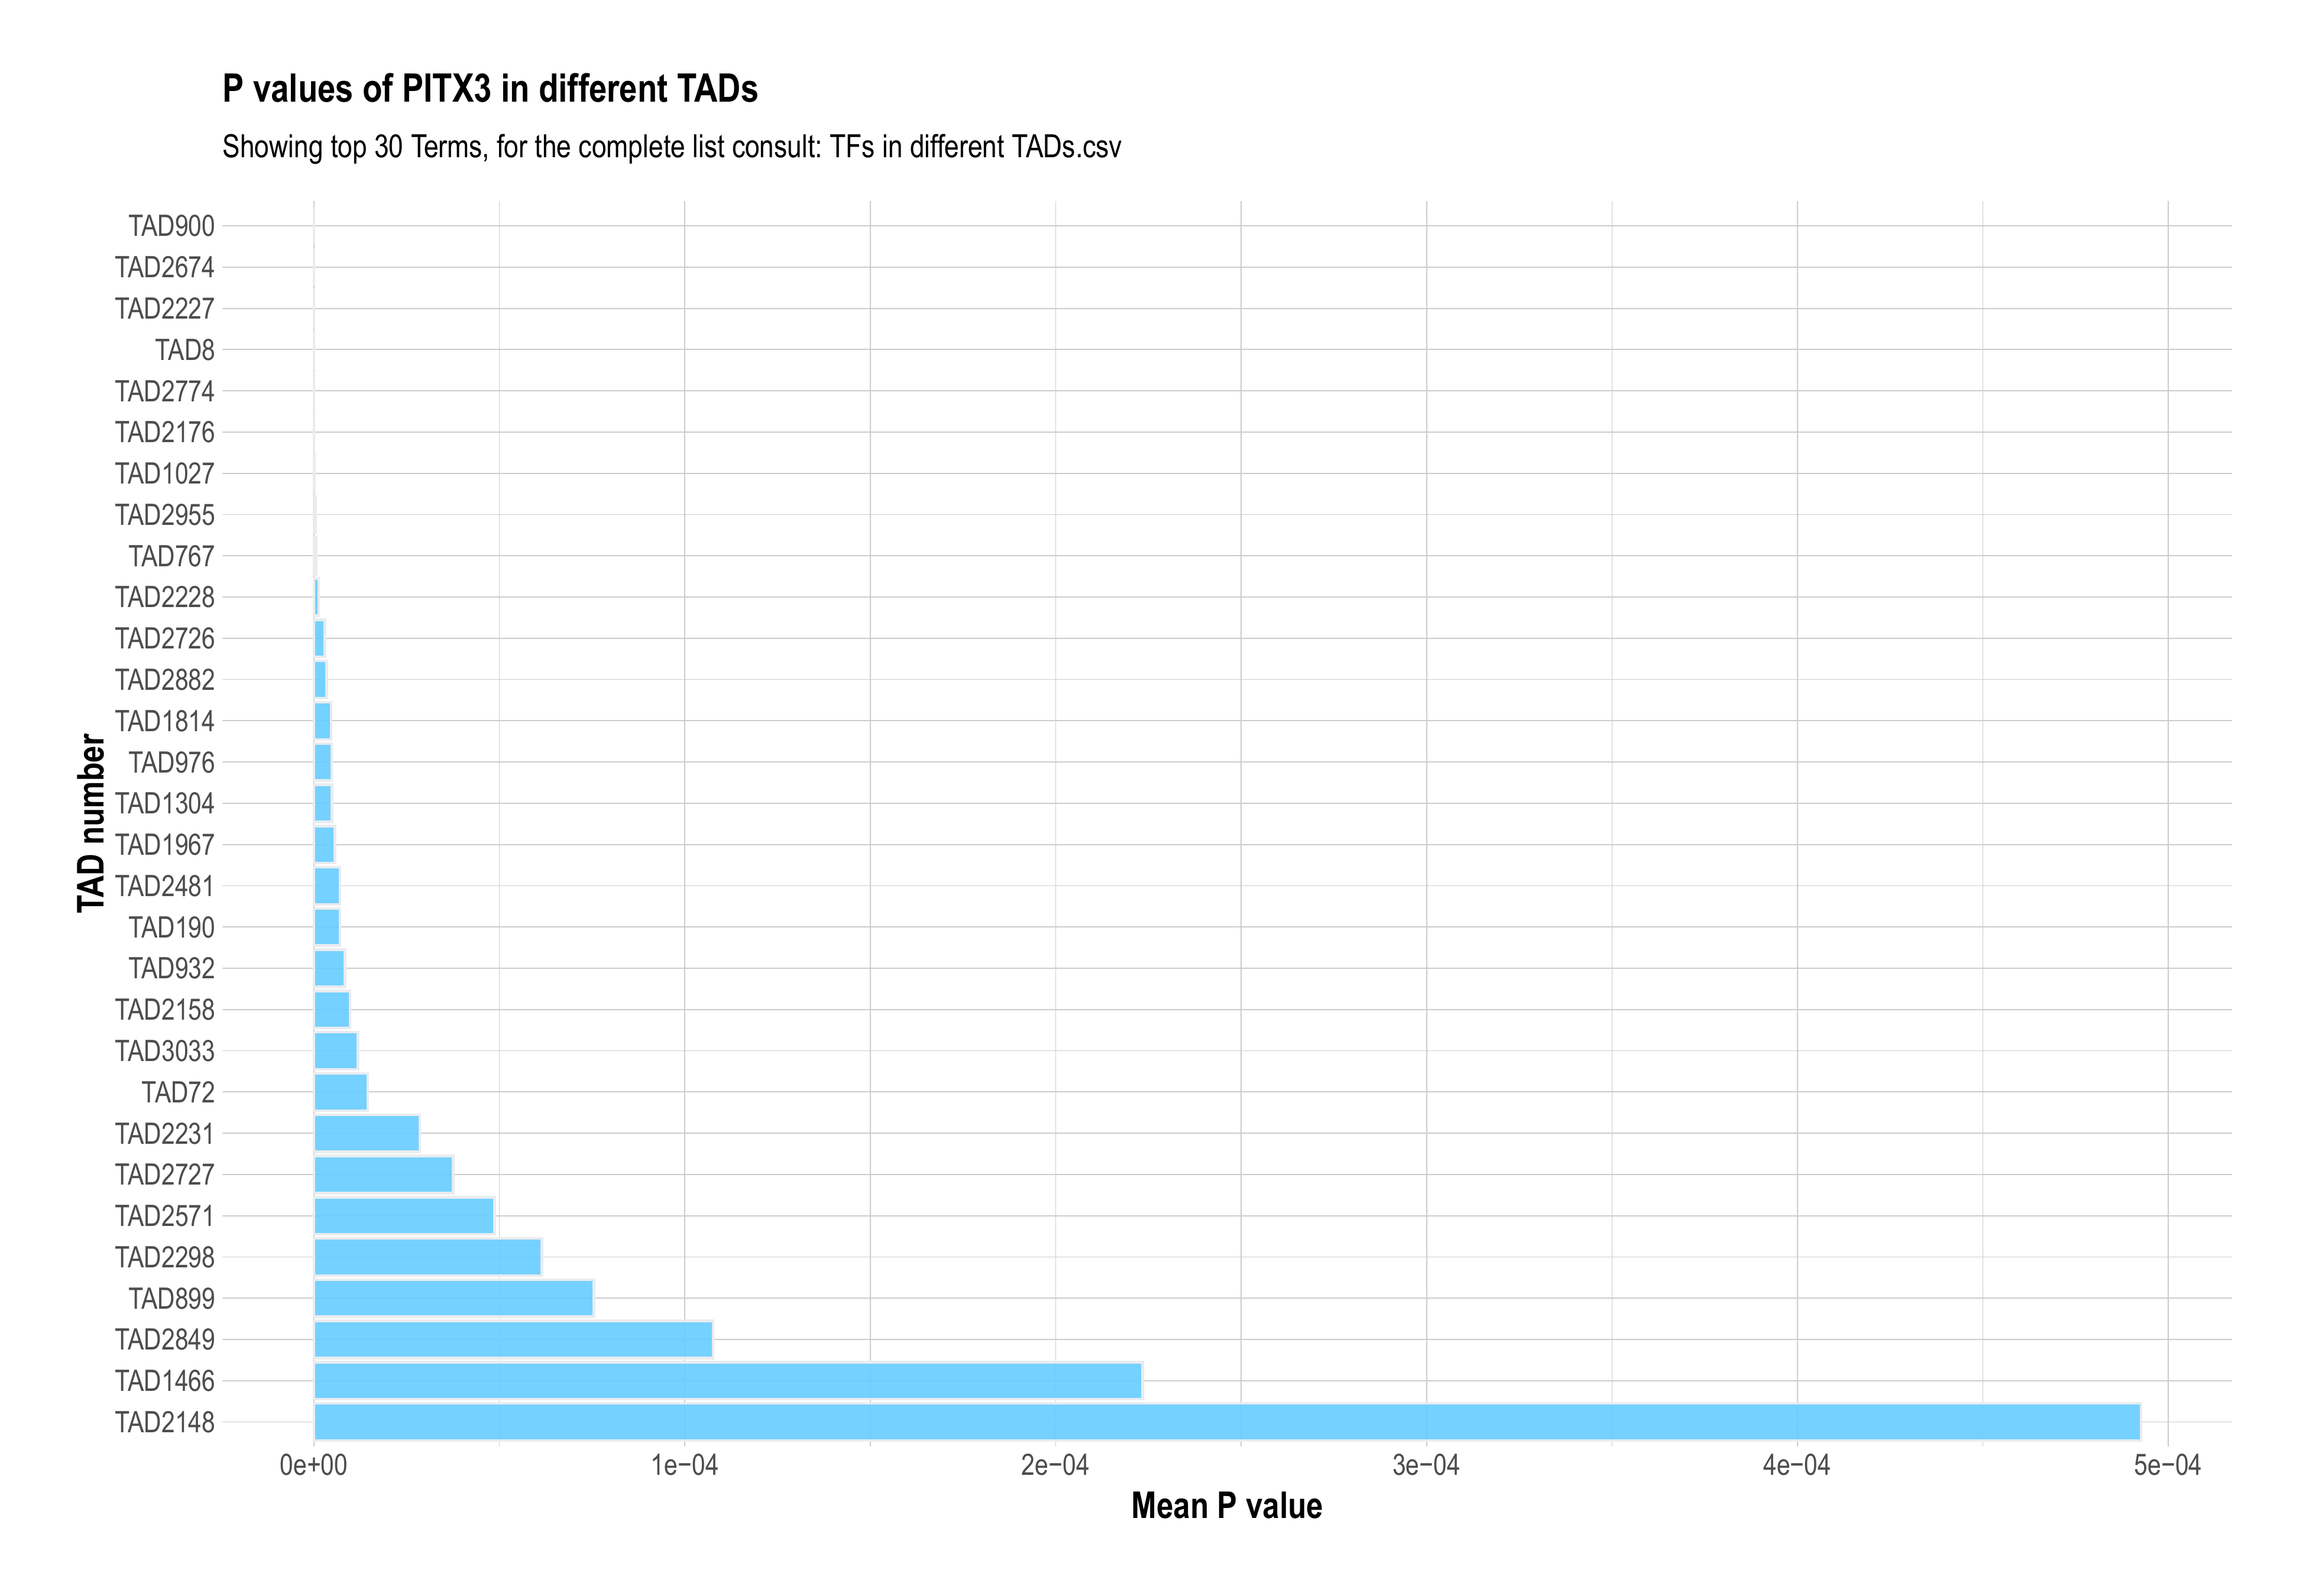 P values of PITX3 in different TADs
Showing top 30 Terms, for the complete list consult: TFs in different TADs.csv
TAD900
TAD2674
TAD2227
TAD8
TAD2774
TAD2176
TAD1027
TAD2955
TAD767
TAD2228
TAD2726
TAD2882
TAD1814
TAD976
TAD1304
TAD1967
TAD2481
TAD190
TAD932
TAD2158
TAD3033
TAD72
TAD2231
TAD2727
TAD2571
TAD2298
TAD899
TAD2849
TAD1466
TAD2148
TAD number
0e+00 1e−04 2e−04 3e−04 4e−04 5e−04
Mean P value